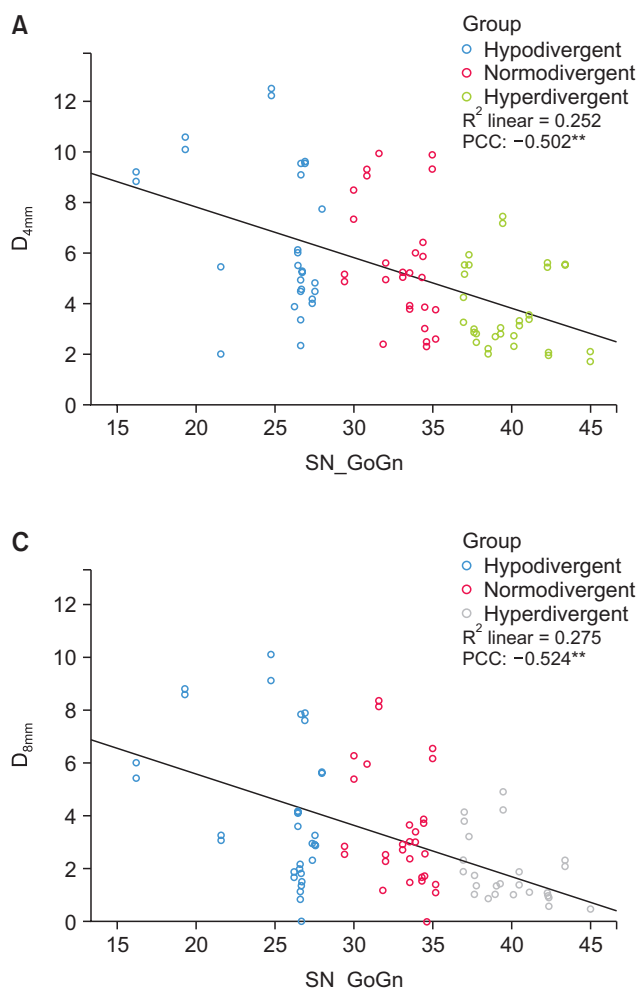 A
Group
Hypodivergent
Normodivergent
Hyperdivergent
R² linear = 0.252
PCC: −0.502**
12
10
8
6
4
2
0
D4mm
15 20 25 30 35 40 45
SN_GoGn
C
Group
Hypodivergent
Normodivergent
Hyperdivergent
R² linear = 0.275
PCC: −0.524**
12
10
8
6
4
2
0
D8mm
15 20 25 30 35 40 45
SN_GoGn